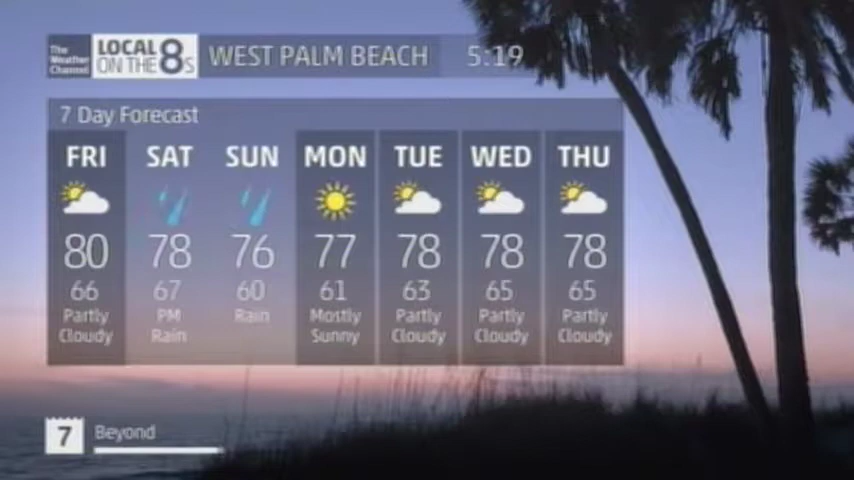 The Weather Channel LOCAL ON THE 8s WEST PALM BEACH 5:19
7 Day Forecast
FRI SAT SUN MON TUE WED THU
80 78 76 77 78 78 78
66 67 60 61 63 65 65
Partly PM Rain Mostly Partly Partly Partly
Cloudy Rain Sunny Cloudy Cloudy Cloudy
7 Beyond